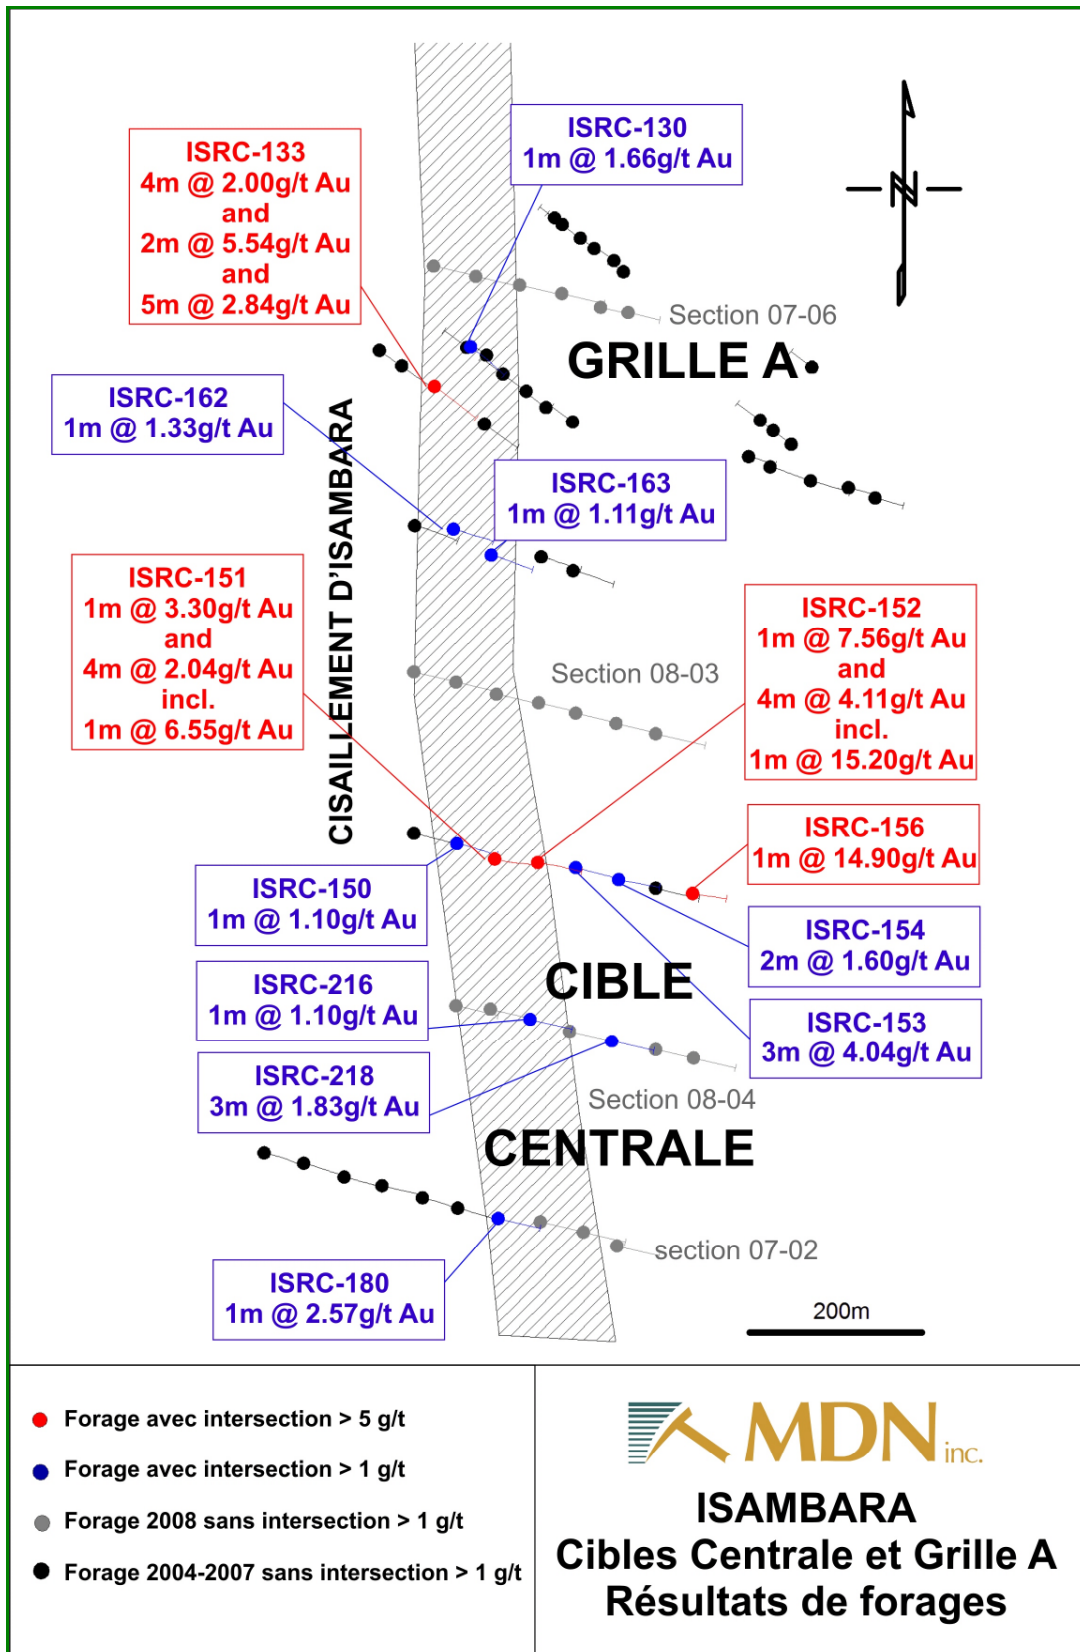 ISRC-130
1m @ 1.66g/t Au
ISRC-133
4m @ 2.00g/t Au
and
2m @ 5.54g/t Au
and
5m @ 2.84g/t Au
N
Section 07-06
GRILLE A
ISRC-162
1m @ 1.33g/t Au
ISRC-163
1m @ 1.11g/t Au
CISAILLEMENT D'ISAMBARA
ISRC-151
1m @ 3.30g/t Au
and
4m @ 2.04g/t Au
incl.
1m @ 6.55g/t Au
Section 08-03
ISRC-152
1m @ 7.56g/t Au
and
4m @ 4.11g/t Au
incl.
1m @ 15.20g/t Au
ISRC-156
1m @ 14.90g/t Au
ISRC-150
1m @ 1.10g/t Au
ISRC-154
2m @ 1.60g/t Au
CIBLE
ISRC-216
1m @ 1.10g/t Au
ISRC-153
3m @ 4.04g/t Au
ISRC-218
3m @ 1.83g/t Au
Section 08-04
CENTRALE
section 07-02
ISRC-180
1m @ 2.57g/t Au
200m
Forage avec intersection > 5 g/t
Forage avec intersection > 1 g/t
Forage 2008 sans intersection > 1 g/t
Forage 2004-2007 sans intersection > 1 g/t
MDN inc.
ISAMBARA
Cibles Centrale et Grille A
Résultats de forages